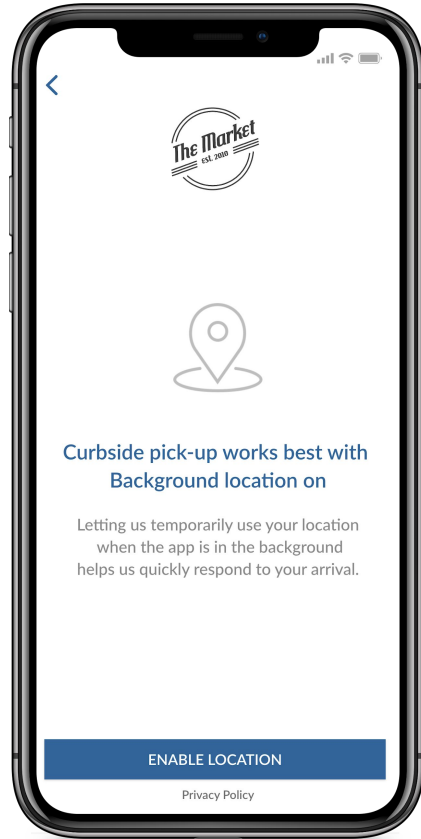 The Market
EST. 2010
Curbside pick-up works best with
Background location on
Letting us temporarily use your location
when the app is in the background
helps us quickly respond to your arrival.
ENABLE LOCATION
Privacy Policy